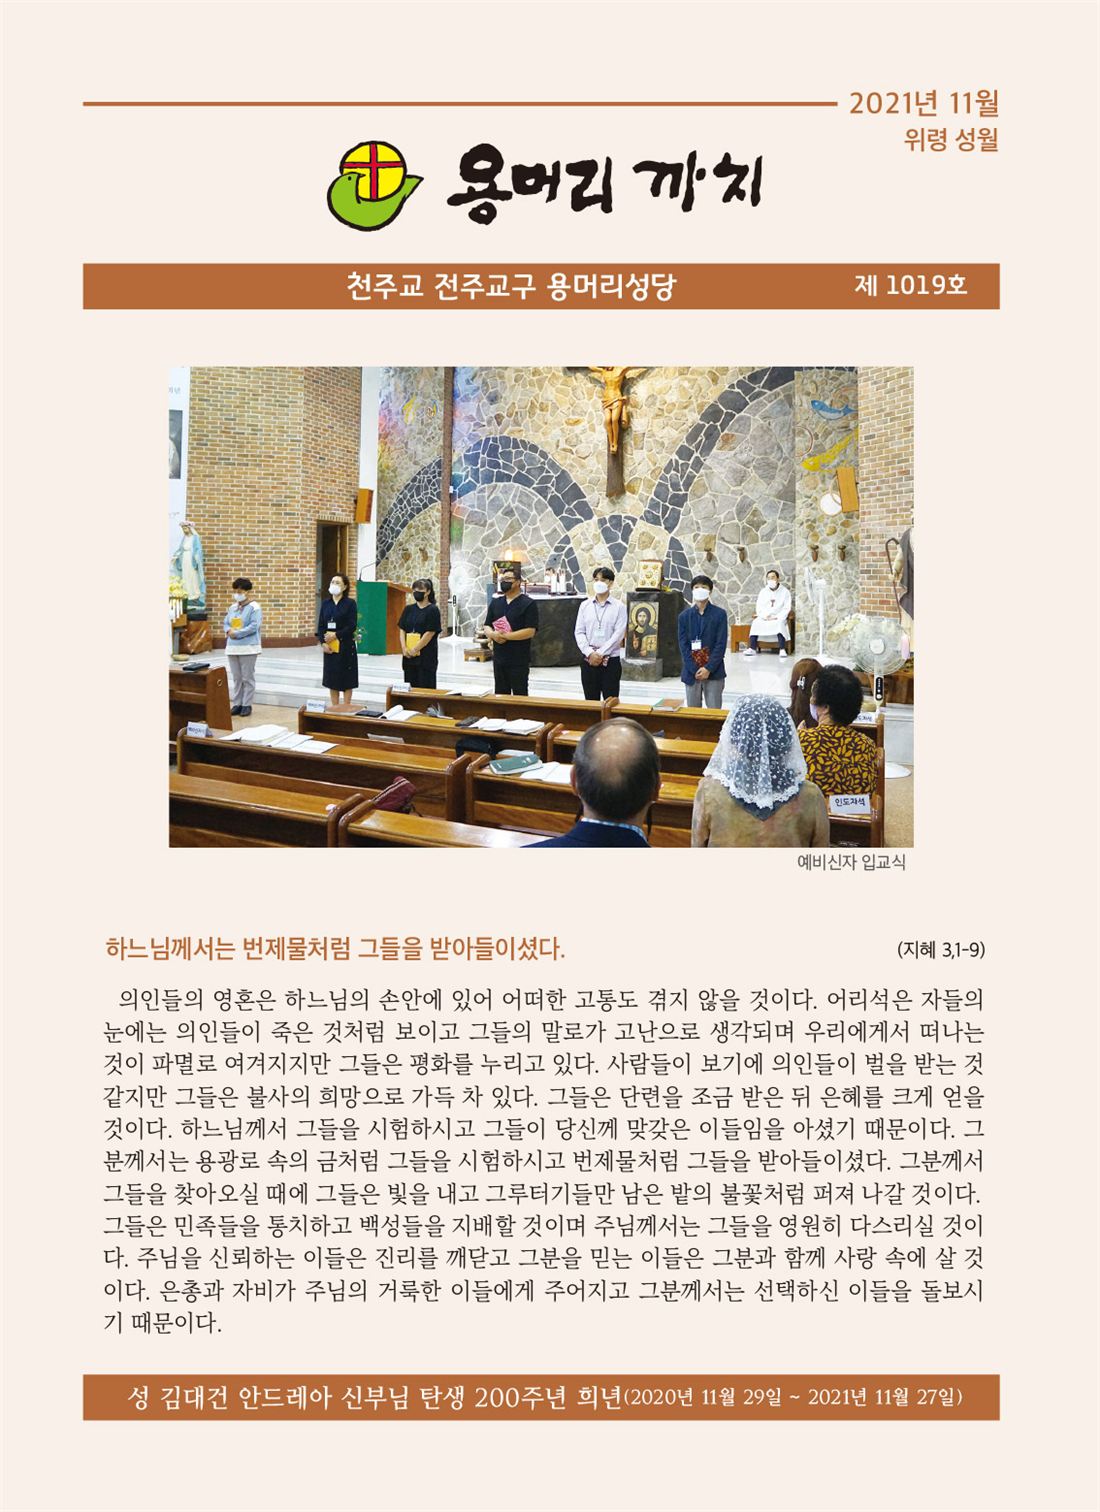 2021년 11월
위령 성월
용머리 까치
천주교 전주교구 용머리성당
제 1019호
인도자석
예비신자 입교식
하느님께서는 번제물처럼 그들을 받아들이셨다.
(지혜 3,1-9)
의인들의 영혼은 하느님의 손안에 있어 어떠한 고통도 겪지 않을 것이다. 어리석은 자들의
눈에는 의인들이 죽은 것처럼 보이고 그들의 말로가 고난으로 생각되며 우리에게서 떠나는
것이 파멸로 여겨지지만 그들은 평화를 누리고 있다. 사람들이 보기에 의인들이 벌을 받는 것
같지만 그들은 불사의 희망으로 가득 차 있다. 그들은 단련을 조금 받은 뒤 은혜를 크게 얻을
것이다. 하느님께서 그들을 시험하시고 그들이 당신께 맞갖은 이들임을 아셨기 때문이다. 그
분께서는 용광로 속의 금처럼 그들을 시험하시고 번제물처럼 그들을 받아들이셨다. 그분께서
그들을 찾아오실 때에 그들은 빛을 내고 그루터기들만 남은 밭의 불꽃처럼 퍼져 나갈 것이다.
그들은 민족들을 통치하고 백성들을 지배할 것이며 주님께서는 그들을 영원히 다스리실 것이
다. 주님을 신뢰하는 이들은 진리를 깨닫고 그분을 믿는 이들은 그분과 함께 사랑 속에 살 것
이다. 은총과 자비가 주님의 거룩한 이들에게 주어지고 그분께서는 선택하신 이들을 돌보시
기 때문이다.
성 김대건 안드레아 신부님 탄생 200주년 희년(2020년 11월 29일 ~ 2021년 11월 27일)